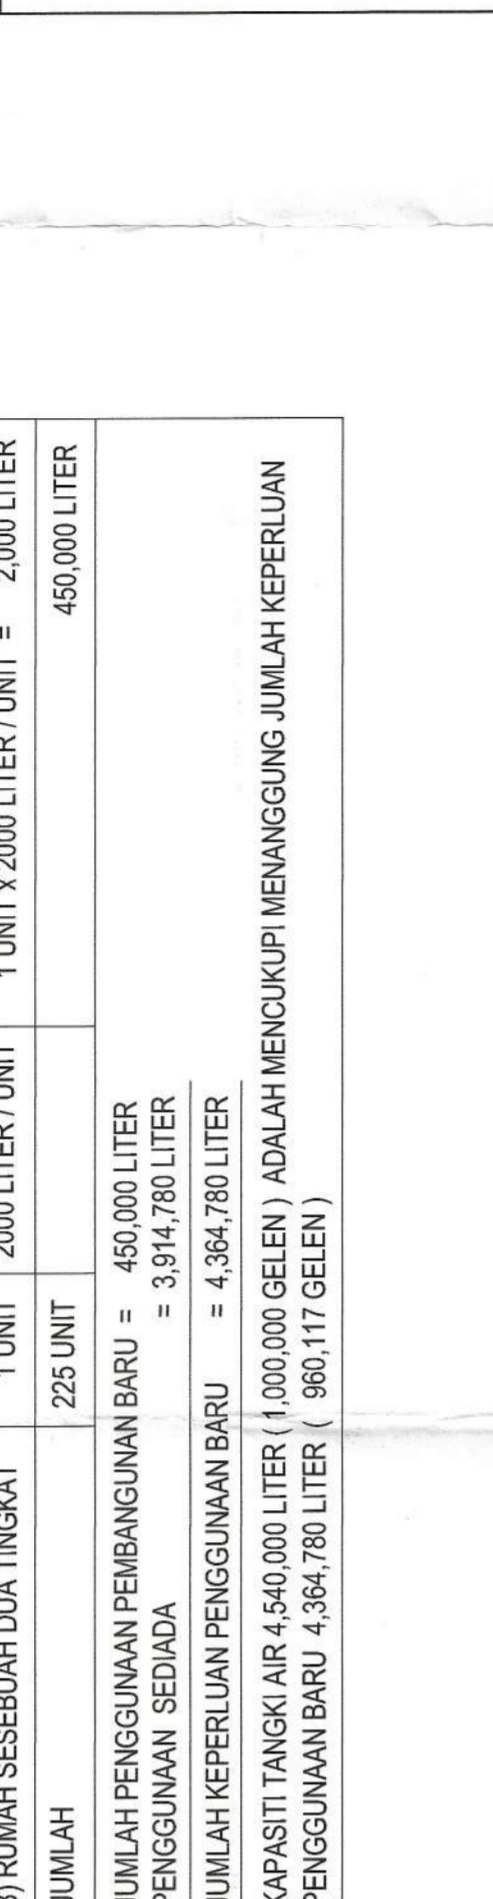 3) RUMAH SESEBUAH DUA TINGKAT 1 UNIT 2000 LITER / UNIT 1 UNIT X 2000 LITER / UNIT = 2,000 LITER
JUMLAH 225 UNIT 450,000 LITER
JUMLAH PENGGUNAAN PEMBANGUNAN BARU = 450,000 LITER
PENGGUNAAN SEDIADA = 3,914,780 LITER
JUMLAH KEPERLUAN PENGGUNAAN BARU = 4,364,780 LITER
KAPASITI TANGKI AIR 4,540,000 LITER ( 1,000,000 GELEN ) ADALAH MENCUKUPI MENANGGUNG JUMLAH KEPERLUAN
PENGGUNAAN BARU 4,364,780 LITER ( 960,117 GELEN )